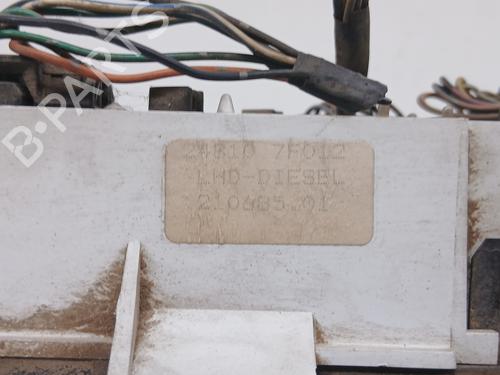 24810 7F012
LHD-DIESEL
210685.01
B-PARTS